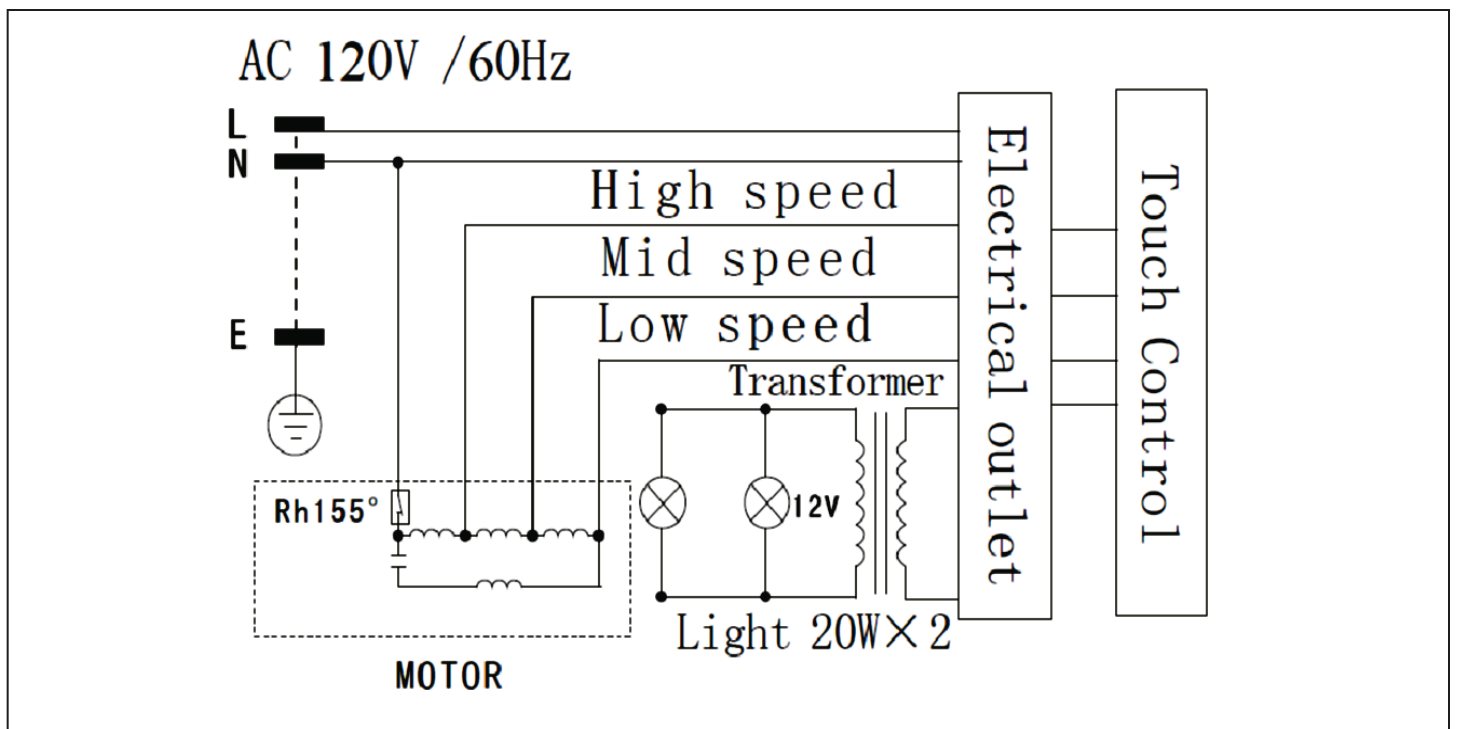 AC 120V /60Hz
L
N
High speed
Mid speed
Low speed
E
Transformer
Electrical outlet
Touch Control
Rh155°
12V
Light 20W×2
MOTOR